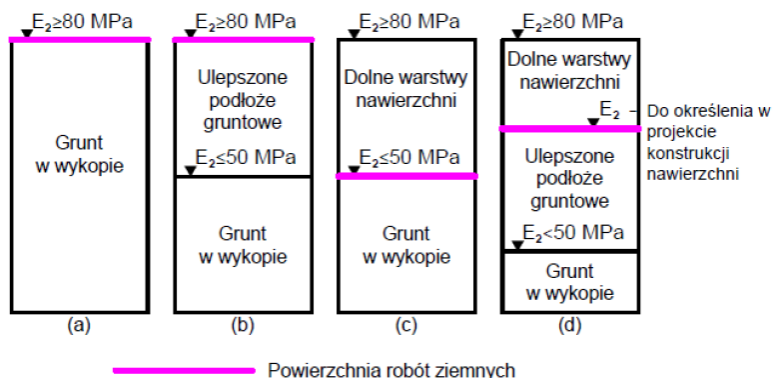 E₂≥80 MPa
Grunt
w wykopie
(a)
E₂≥80 MPa
Ulepszone
podłoże
gruntowe
E₂≤50 MPa
Grunt
w wykopie
(b)
E₂≥80 MPa
Dolne warstwy
nawierzchni
E₂≤50 MPa
Grunt
w wykopie
(c)
E₂≥80 MPa
Dolne warstwy
nawierzchni
E₂ - Do określenia w
projekcie
konstrukcji
nawierzchni
Ulepszone
podłoże
gruntowe
E₂<50 MPa
Grunt
w wykopie
(d)
Powierzchnia robót ziemnych